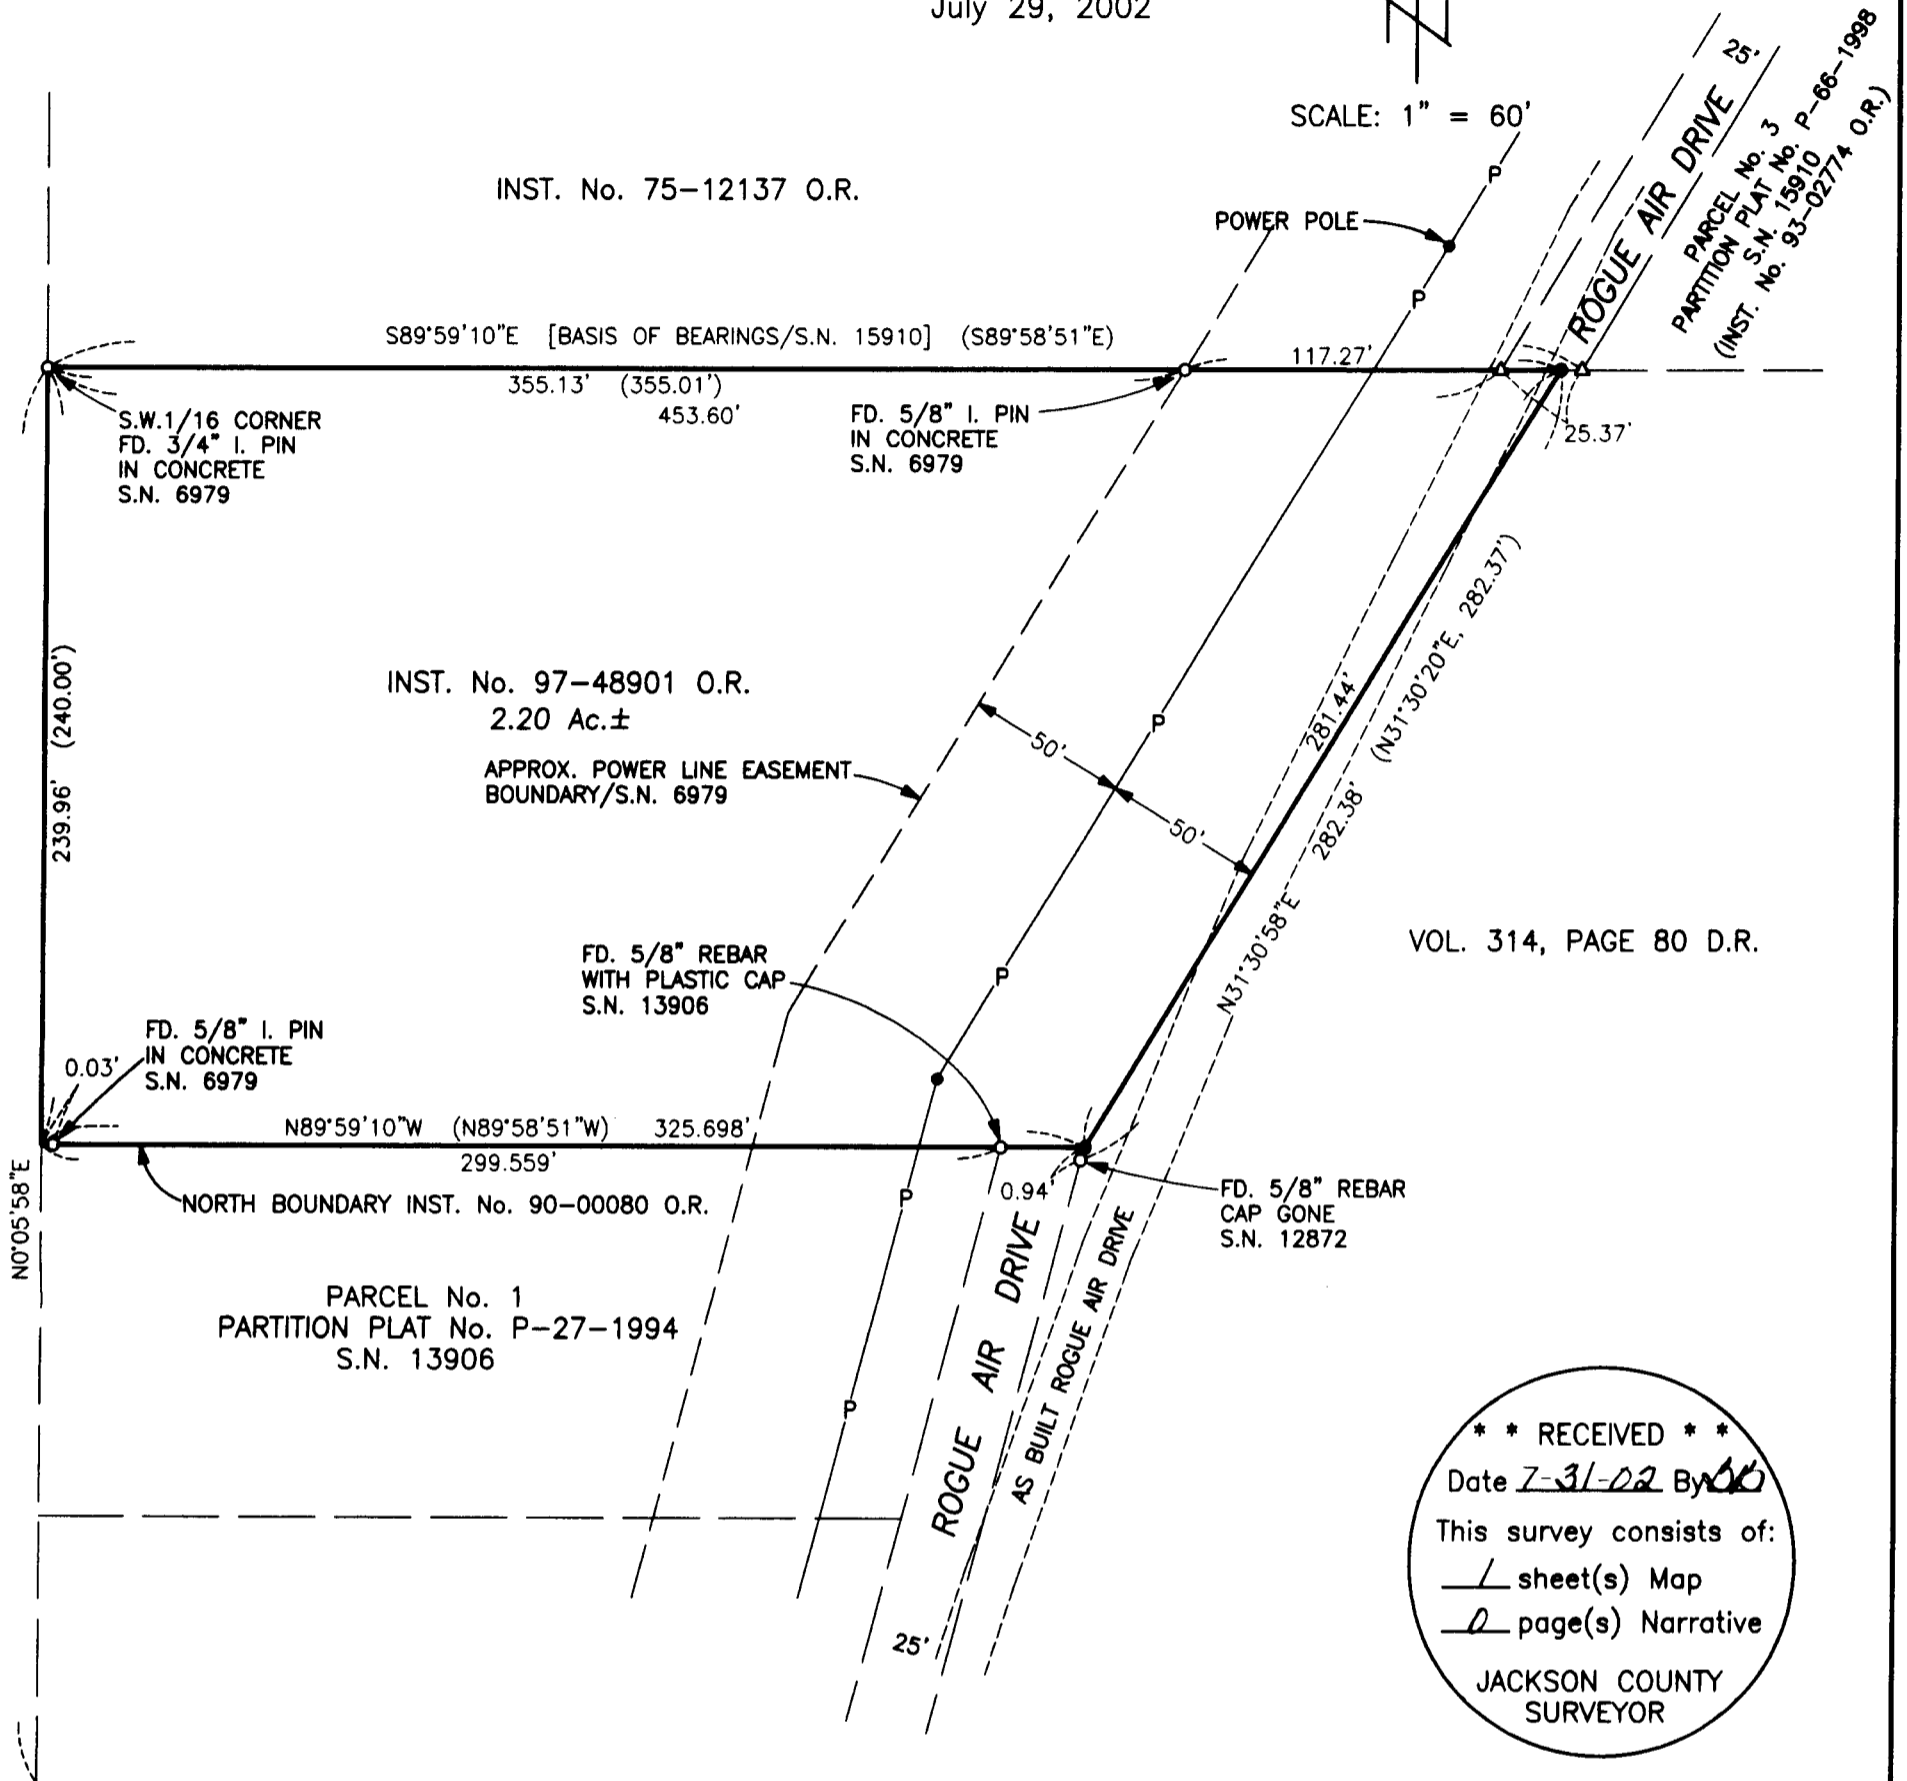 July 29, 2002
SCALE: 1" = 60'
25'
ROGUE AIR DRIVE
PARCEL No. 3
PARTITION PLAT No. P-66-1998
S.N. 15910
(INST. No. 93-02774 O.R.)
INST. No. 75-12137 O.R.
POWER POLE
P
P
S89°59'10"E [BASIS OF BEARINGS/S.N. 15910] (S89°58'51"E)
117.27'
355.13' (355.01')
453.60'
25.37'
S.W.1/16 CORNER
FD. 3/4" I. PIN
IN CONCRETE
S.N. 6979
FD. 5/8" I. PIN
IN CONCRETE
S.N. 6979
239.96' (240.00')
INST. No. 97-48901 O.R.
2.20 Ac.±
APPROX. POWER LINE EASEMENT
BOUNDARY/S.N. 6979
P
50'
50'
281.44'
N31°30'58"E 282.38' (N31°30'20"E, 282.37')
VOL. 314, PAGE 80 D.R.
FD. 5/8" REBAR
WITH PLASTIC CAP
S.N. 13906
P
FD. 5/8" I. PIN
IN CONCRETE
S.N. 6979
0.03'
N89°59'10"W (N89°58'51"W) 325.698'
299.559'
NORTH BOUNDARY INST. No. 90-00080 O.R.
N0°05'58"E
P
0.94'
FD. 5/8" REBAR
CAP GONE
S.N. 12872
PARCEL No. 1
PARTITION PLAT No. P-27-1994
S.N. 13906
P
ROGUE AIR DRIVE
AS BUILT ROGUE AIR DRIVE
25'
* * RECEIVED * *
Date 7-31-02 By
This survey consists of:
1 sheet(s) Map
0 page(s) Narrative
JACKSON COUNTY
SURVEYOR